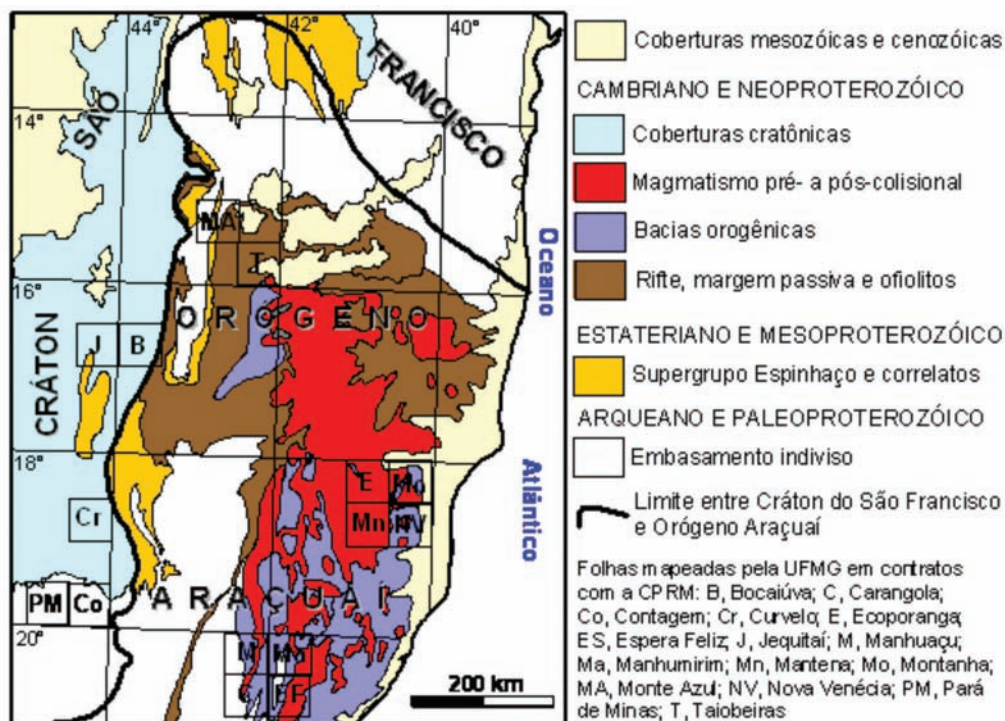 44°
42°
40°
14°
16°
18°
20°
SÃO
FRANCISCO
CRÁTON
ORÓGENO
ARAÇUAÍ
Oceano
Atlântico
MA
T
J
B
E
Mo
Mn
NV
Cr
PM
Co
M
EF
200 km
Coberturas mesozóicas e cenozóicas
CAMBRIANO E NEOPROTEROZÓICO
Coberturas cratônicas
Magmatismo pré- a pós-colisional
Bacias orogênicas
Rifte, margem passiva e ofiolitos
ESTATERIANO E MESOPROTEROZÓICO
Supergrupo Espinhaço e correlatos
ARQUEANO E PALEOPROTEROZÓICO
Embasamento indiviso
Limite entre Cráton do São Francisco
e Orógeno Araçuaí
Folhas mapeadas pela UFMG em contratos
com a CPRM: B, Bocaiúva; C, Carangola;
Co, Contagem; Cr, Curvelo; E, Ecoporanga;
ES, Espera Feliz; J, Jequitaí; M, Manhuaçu;
Ma, Manhumirim; Mn, Mantena; Mo, Montanha;
MA, Monte Azul; NV, Nova Venécia; PM, Pará
de Minas; T, Taiobeiras